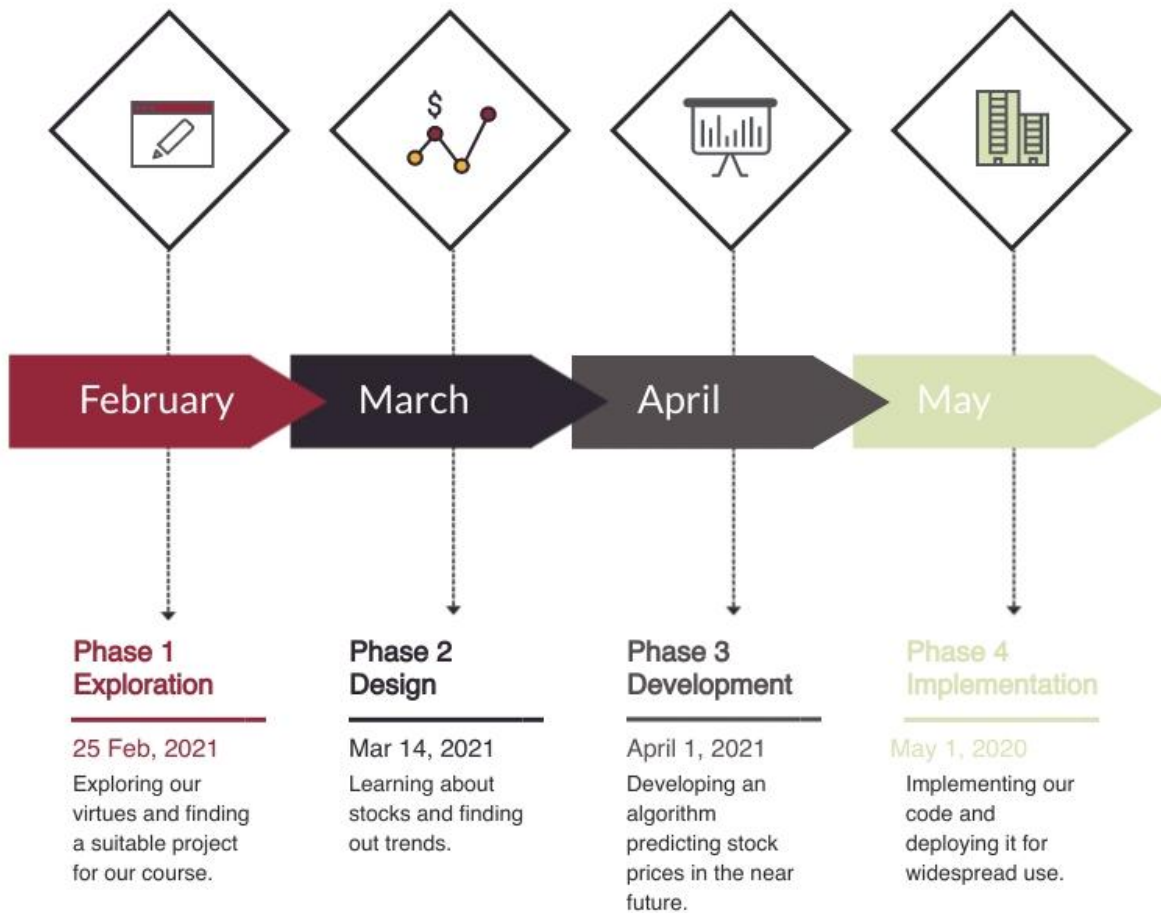 $
February
March
April
May
Phase 1
Exploration
25 Feb, 2021
Exploring our
virtues and finding
a suitable project
for our course.
Phase 2
Design
Mar 14, 2021
Learning about
stocks and finding
out trends.
Phase 3
Development
April 1, 2021
Developing an
algorithm
predicting stock
prices in the near
future.
Phase 4
Implementation
May 1, 2020
Implementing our
code and
deploying it for
widespread use.